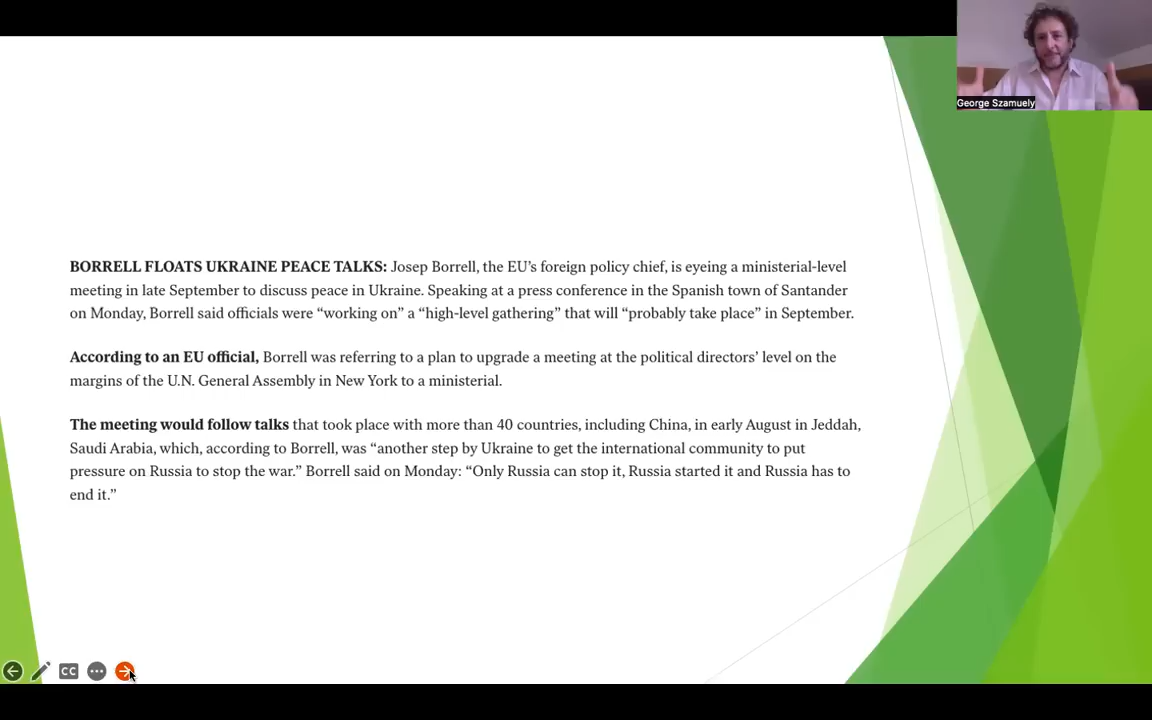 George Szamuely
BORRELL FLOATS UKRAINE PEACE TALKS: Josep Borrell, the EU’s foreign policy chief, is eyeing a ministerial-level
meeting in late September to discuss peace in Ukraine. Speaking at a press conference in the Spanish town of Santander
on Monday, Borrell said officials were “working on” a “high-level gathering” that will “probably take place” in September.
According to an EU official, Borrell was referring to a plan to upgrade a meeting at the political directors’ level on the
margins of the U.N. General Assembly in New York to a ministerial.
The meeting would follow talks that took place with more than 40 countries, including China, in early August in Jeddah,
Saudi Arabia, which, according to Borrell, was “another step by Ukraine to get the international community to put
pressure on Russia to stop the war.” Borrell said on Monday: “Only Russia can stop it, Russia started it and Russia has to
end it.”
CC